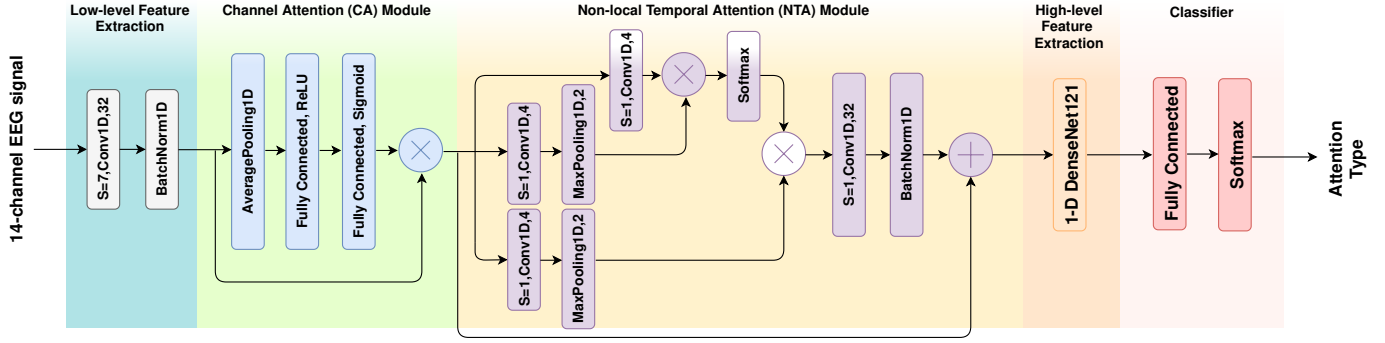 Low-level Feature
Extraction
Channel Attention (CA) Module
Non-local Temporal Attention (NTA) Module
High-level
Feature
Extraction
Classifier
14-channel EEG signal
S=7,Conv1D,32
BatchNorm1D
AveragePooling1D
Fully Connected, ReLU
Fully Connected, Sigmoid
S=1,Conv1D,4
Softmax
S=1,Conv1D,4
MaxPooling1D,2
S=1,Conv1D,4
MaxPooling1D,2
S=1,Conv1D,32
BatchNorm1D
1-D DenseNet121
Fully Connected
Softmax
Attention
Type